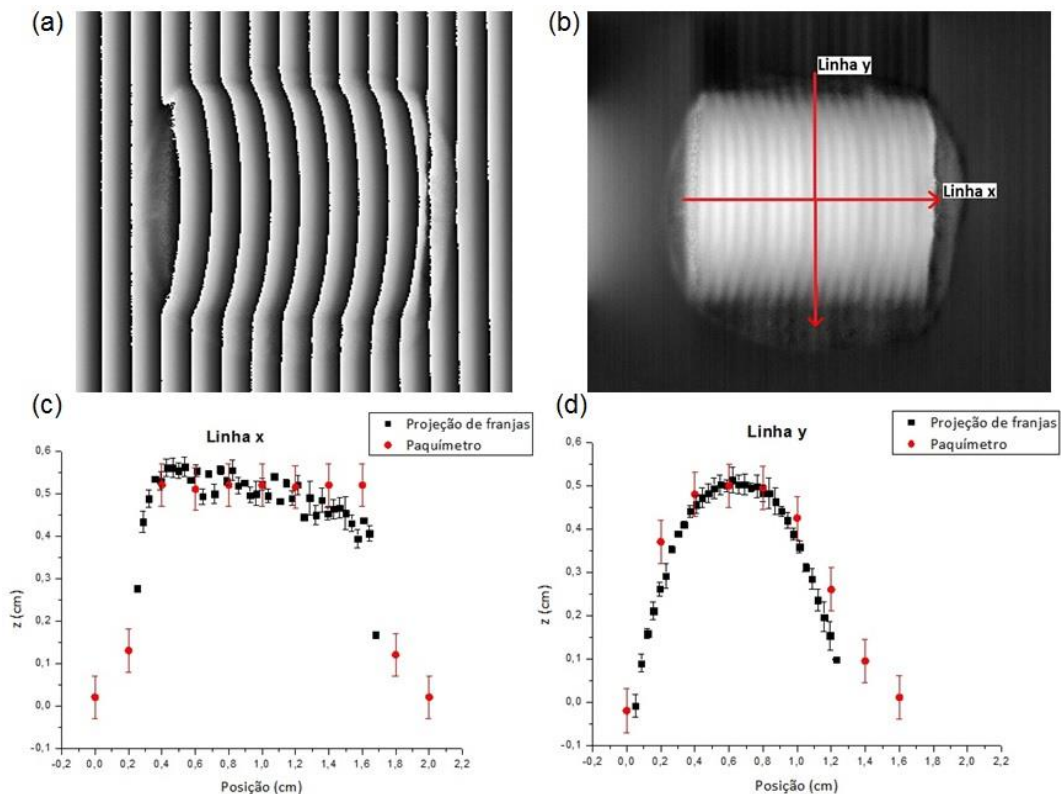 (a)
(b)
Linha y
Linha x
(c)
Linha x
Projeção de franjas
Paquímetro
z (cm)
0,6
0,5
0,4
0,3
0,2
0,1
0,0
-0,1
-0,2 0,0 0,2 0,4 0,6 0,8 1,0 1,2 1,4 1,6 1,8 2,0 2,2
Posição (cm)
(d)
Linha y
Projeção de franjas
Paquímetro
z (cm)
0,6
0,5
0,4
0,3
0,2
0,1
0,0
-0,1
-0,2 0,0 0,2 0,4 0,6 0,8 1,0 1,2 1,4 1,6 1,8 2,0 2,2
Posição (cm)